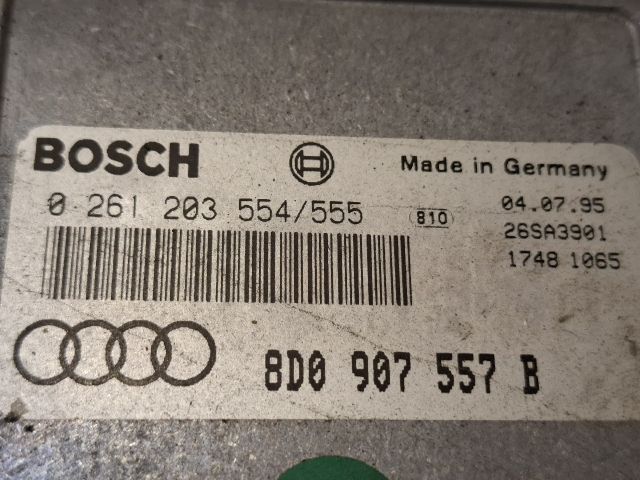 BOSCH Made in Germany
0 261 203 554/555 810 04.07.95
26SA3901
1748 1065
8D0 907 557 B